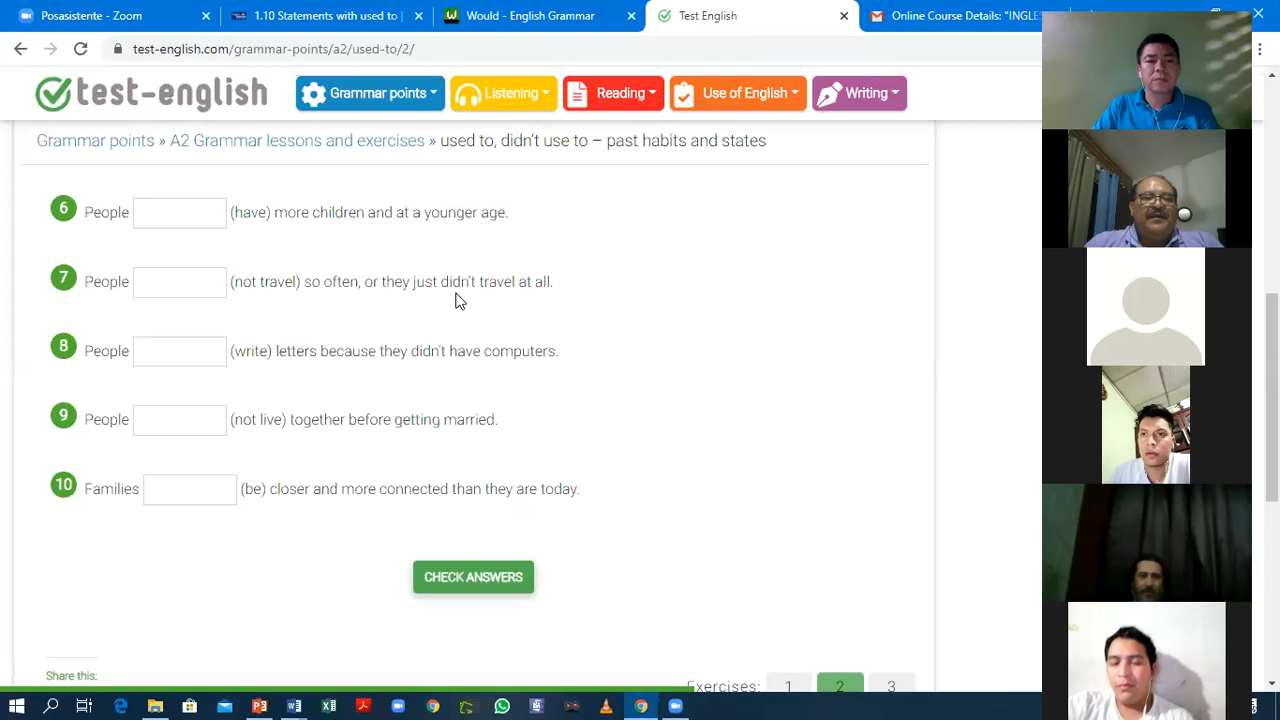 Posasistente - Zoom
1.10 Statements with used to
Would - English Grammar
Test English
Online Course Details: "INGLES
test-english.com/grammar-points/a2/used-to/2/
test-english
Grammar points
Listening
Reading
Use of English
Writing
Grammar points » A2 Grammar lessons and exercises » used to, didn't use to – past habits and states
6 People (have) more children and at a younger age.
7 People (not travel) so often, or they just didn't travel at all.
8 People (write) letters because they didn't have computers.
9 People (not live) together before getting married.
10 Families (be) closer and more connected than they are today.
CHECK ANSWERS
Share this:
Exercises: 1 2 3